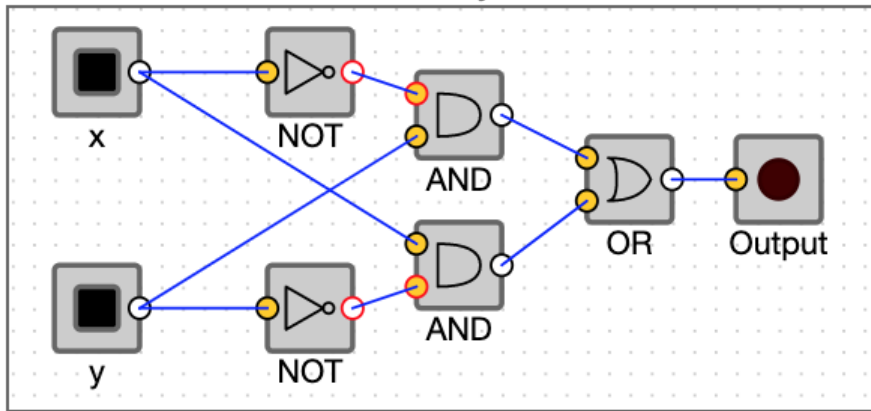 x
NOT
AND
OR
Output
y
NOT
AND